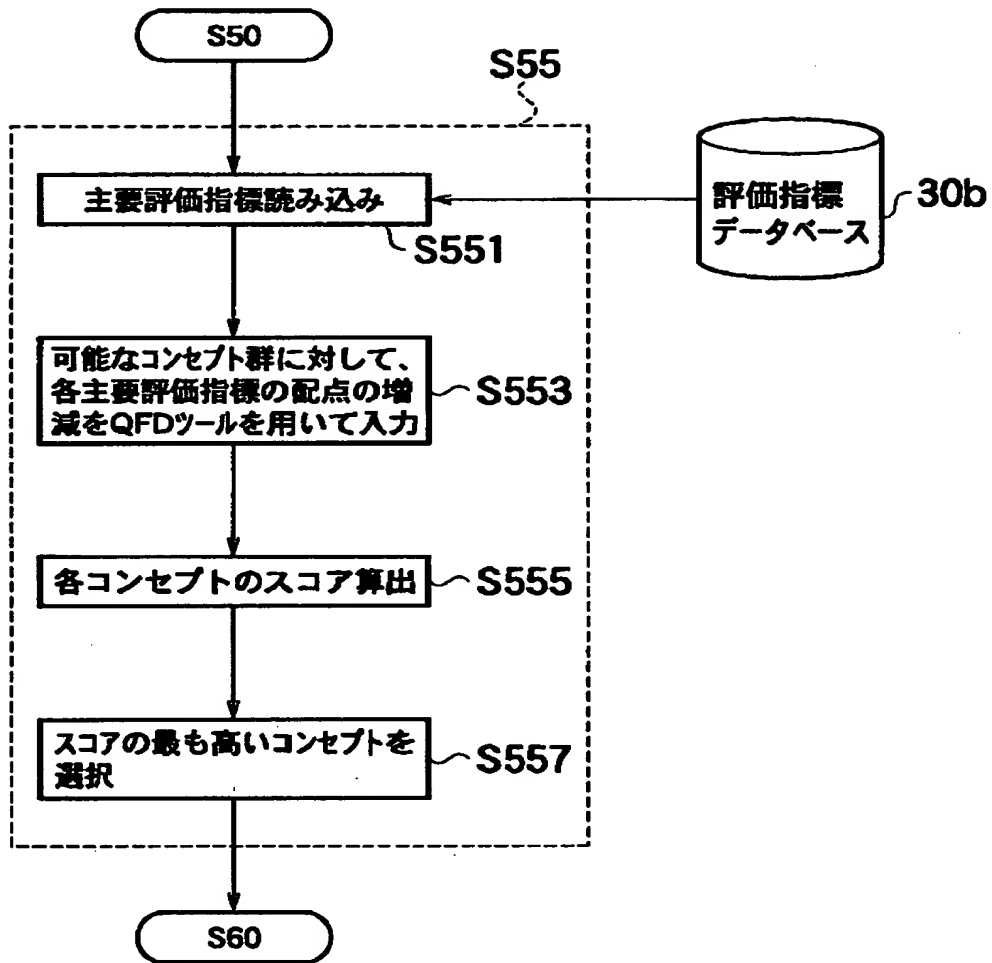 S50
S55
主要評価指標読み込み
S551
評価指標
データベース
30b
可能なコンセプト群に対して、
各主要評価指標の配点の増
減をQFDツールを用いて入力
S553
各コンセプトのスコア算出
S555
スコアの最も高いコンセプトを
選択
S557
S60